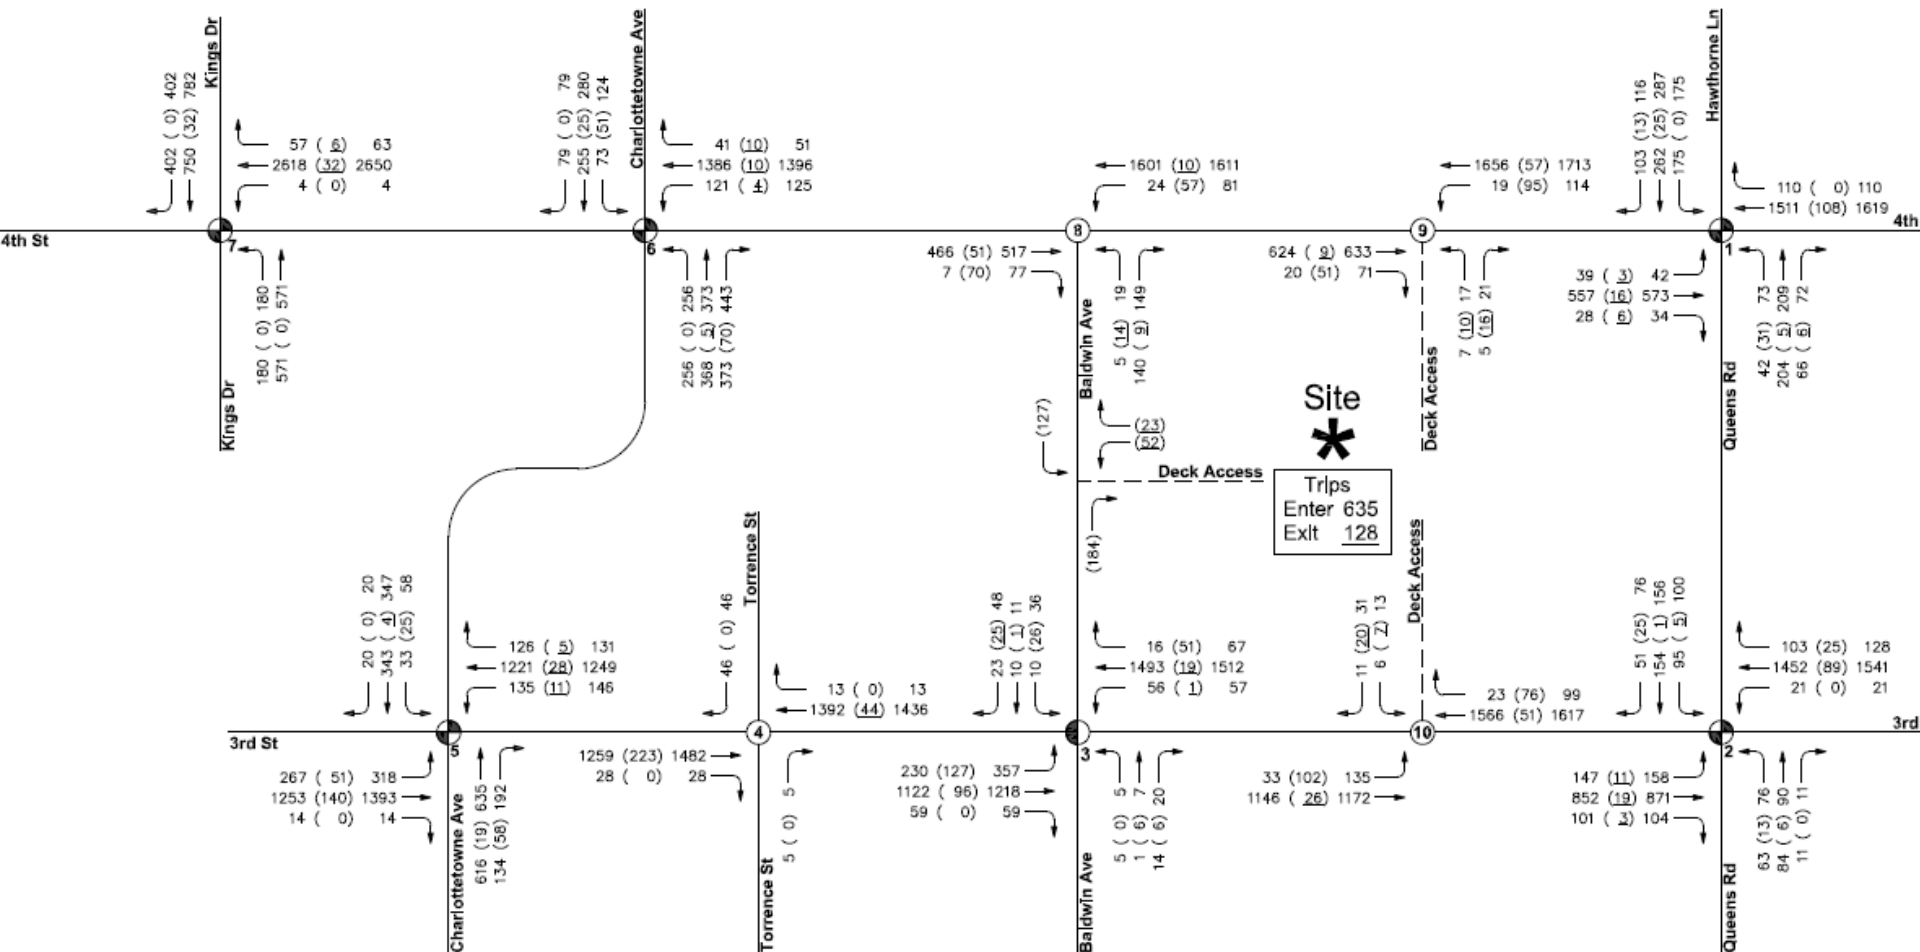 Kings Dr
402 ( 0) 402
750 (32) 782
57 ( 6) 63
2618 (32) 2650
4 ( 0) 4
4th St
7
180 ( 0) 180
571 ( 0) 571
Kings Dr
Charlottetowne Ave
79 ( 0) 79
255 (25) 280
73 (51) 124
41 (10) 51
1386 (10) 1396
121 ( 4) 125
6
256 ( 0) 256
368 ( 5) 373
373 (70) 443
1601 (10) 1611
24 (57) 81
8
466 (51) 517
7 (70) 77
5 (14) 19
140 ( 9) 149
Baldwin Ave
1656 (57) 1713
19 (95) 114
9
624 ( 9) 633
20 (51) 71
7 (10) 17
5 (16) 21
Deck Access
Hawthorne Ln
103 (13) 116
262 (25) 287
175 ( 0) 175
110 ( 0) 110
1511 (108) 1619
4th
1
39 ( 3) 42
557 (16) 573
28 ( 6) 34
42 (31) 73
204 ( 5) 209
66 ( 6) 72
Queens Rd
(127)
(23)
(52)
Deck Access
(184)
Site
*
Trips
Enter 635
Exit 128
20 ( 0) 20
343 ( 4) 347
33 (25) 58
126 ( 5) 131
1221 (28) 1249
135 (11) 146
3rd St
5
267 ( 51) 318
1253 (140) 1393
14 ( 0) 14
616 (19) 635
134 (58) 192
Charlottetowne Ave
Torrence St
46 ( 0) 46
13 ( 0) 13
1392 (44) 1436
4
1259 (223) 1482
28 ( 0) 28
5 ( 0) 5
Torrence St
23 (25) 48
10 ( 1) 11
10 (26) 36
16 (51) 67
1493 (19) 1512
56 ( 1) 57
3
230 (127) 357
1122 ( 96) 1218
59 ( 0) 59
5 ( 0) 5
1 ( 6) 7
14 ( 6) 20
Baldwin Ave
Deck Access
11 (20) 31
6 ( 7) 13
23 (76) 99
1566 (51) 1617
10
33 (102) 135
1146 ( 26) 1172
51 (25) 76
154 ( 1) 156
95 ( 5) 100
103 (25) 128
1452 (89) 1541
21 ( 0) 21
3rd
2
147 (11) 158
852 (19) 871
101 ( 3) 104
63 (13) 76
84 ( 6) 90
11 ( 0) 11
Queens Rd